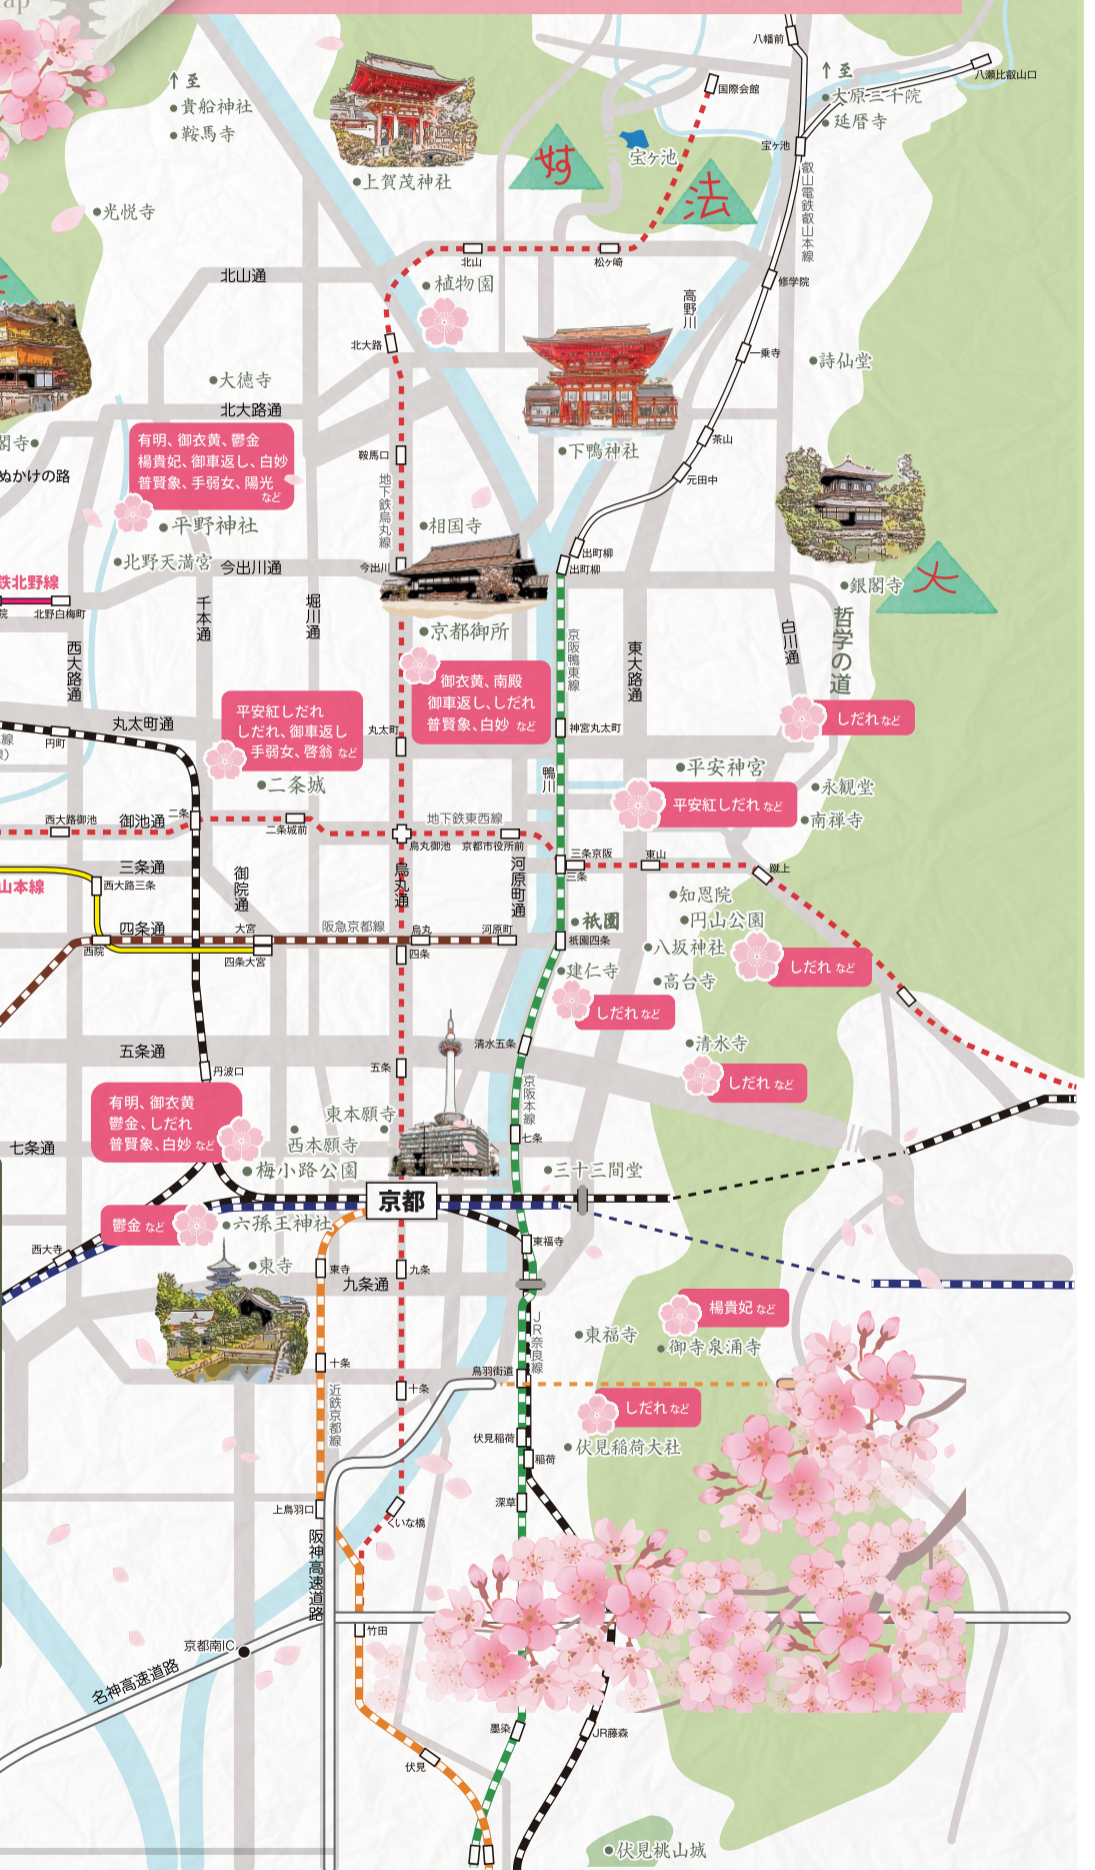 八幡前
八瀬比叡山口
↑至
貴船神社
鞍馬寺
国際会館
↑至
大原三千院
延暦寺
宝ヶ池
宝ヶ池
妙
法
上賀茂神社
叡山電鉄叡山本線
光悦寺
北山
松ヶ崎
北山通
植物園
高野川
修学院
北大路
一乗寺
詩仙堂
大徳寺
北大路通
有明、御衣黄、鬱金
楊貴妃、御車返し、白妙
普賢象、手弱女、陽光
など
閣寺
ぬかけの路
鞍馬口
地下鉄烏丸線
茶山
元田中
下鴨神社
平野神社
相国寺
北野天満宮
今出川通
今出川
出町柳
出町柳
銀閣寺
大
鉄北野線
院
北野白梅町
千本通
堀川通
西大路通
京都御所
京阪鴨東線
東大路通
白川通
哲学の道
御衣黄、南殿
御車返し、しだれ
普賢象、白妙 など
平安紅しだれ
しだれ、御車返し
手弱女、啓翁 など
しだれ など
丸太町通
丸太町
神宮丸太町
円町
線
二条城
鴨川
平安神宮
平安紅しだれ など
永観堂
南禅寺
西大路御池
御池通
二条
二条城前
地下鉄東西線
烏丸御池
京都市役所前
三条京阪
三条
東山
蹴上
三条通
山本線
西大路三条
御院通
烏丸通
河原町通
知恩院
円山公園
祇園
四条通
大宮
阪急京都線
烏丸
河原町
祇園四条
八坂神社
西院
四条大宮
四条
しだれ など
建仁寺
高台寺
しだれ など
清水五条
清水寺
五条通
丹波口
五条
しだれ など
有明、御衣黄
鬱金、しだれ
普賢象、白妙 など
京阪本線
東本願寺
西本願寺
七条通
七条
梅小路公園
三十三間堂
京都
鬱金 など
六孫王神社
西大寺
東寺
東福寺
東寺
九条
九条通
楊貴妃 など
JR奈良線
東福寺
御寺泉涌寺
十条
十条
鳥羽街道
近鉄京都線
しだれ など
伏見稲荷
伏見稲荷大社
稲荷
上鳥羽口
深草
くいな橋
阪神高速道路
竹田
京都南IC
名神高速道路
墨染
JR藤森
伏見
伏見桃山城